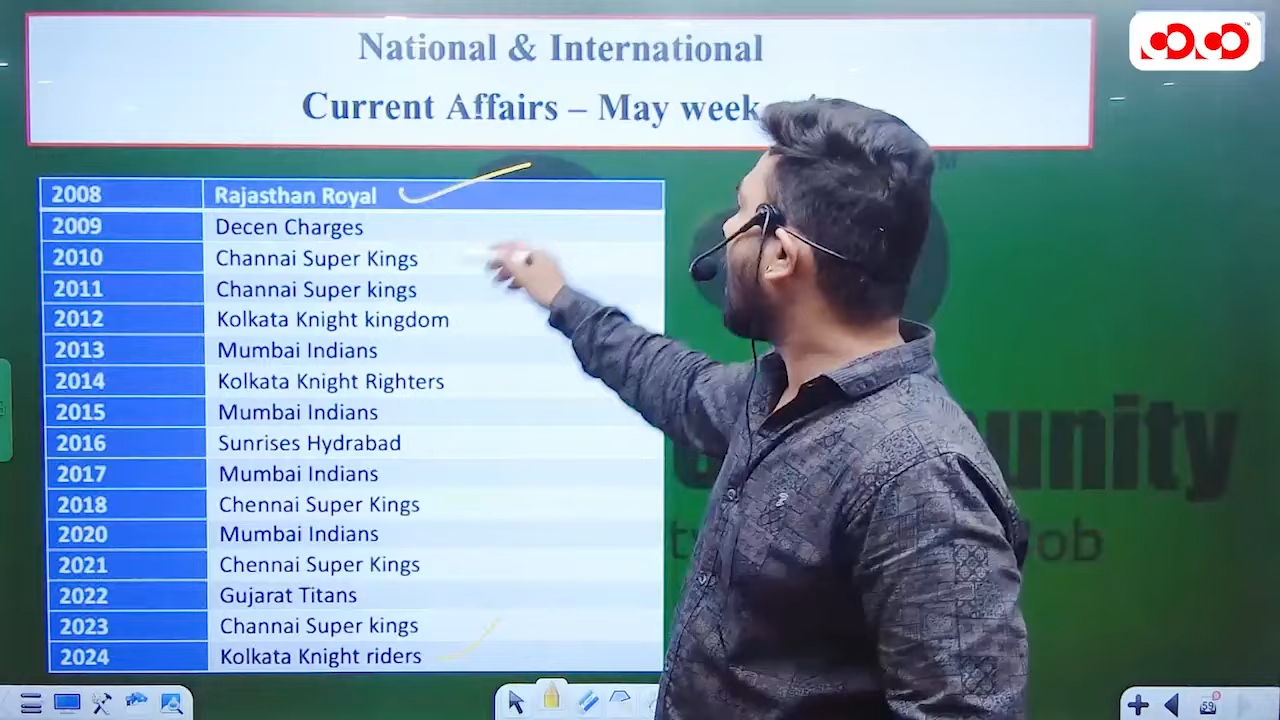 National & International
Current Affairs – May week
2008 Rajasthan Royal
2009 Decen Charges
2010 Channai Super Kings
2011 Channai Super kings
2012 Kolkata Knight kingdom
2013 Mumbai Indians
2014 Kolkata Knight Righters
2015 Mumbai Indians
2016 Sunrises Hydrabad
2017 Mumbai Indians
2018 Chennai Super Kings
2020 Mumbai Indians
2021 Chennai Super Kings
2022 Gujarat Titans
2023 Channai Super kings
2024 Kolkata Knight riders
59